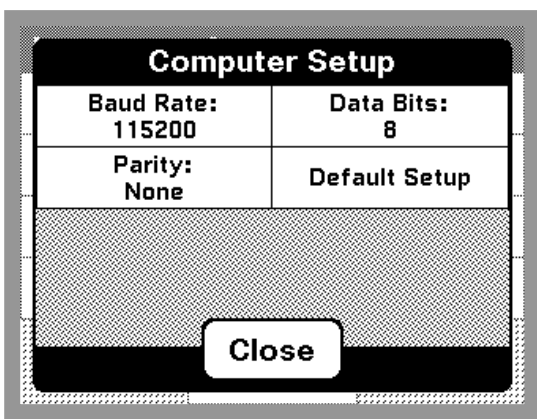 Computer Setup
Baud Rate:
115200
Data Bits:
8
Parity:
None
Default Setup
Close